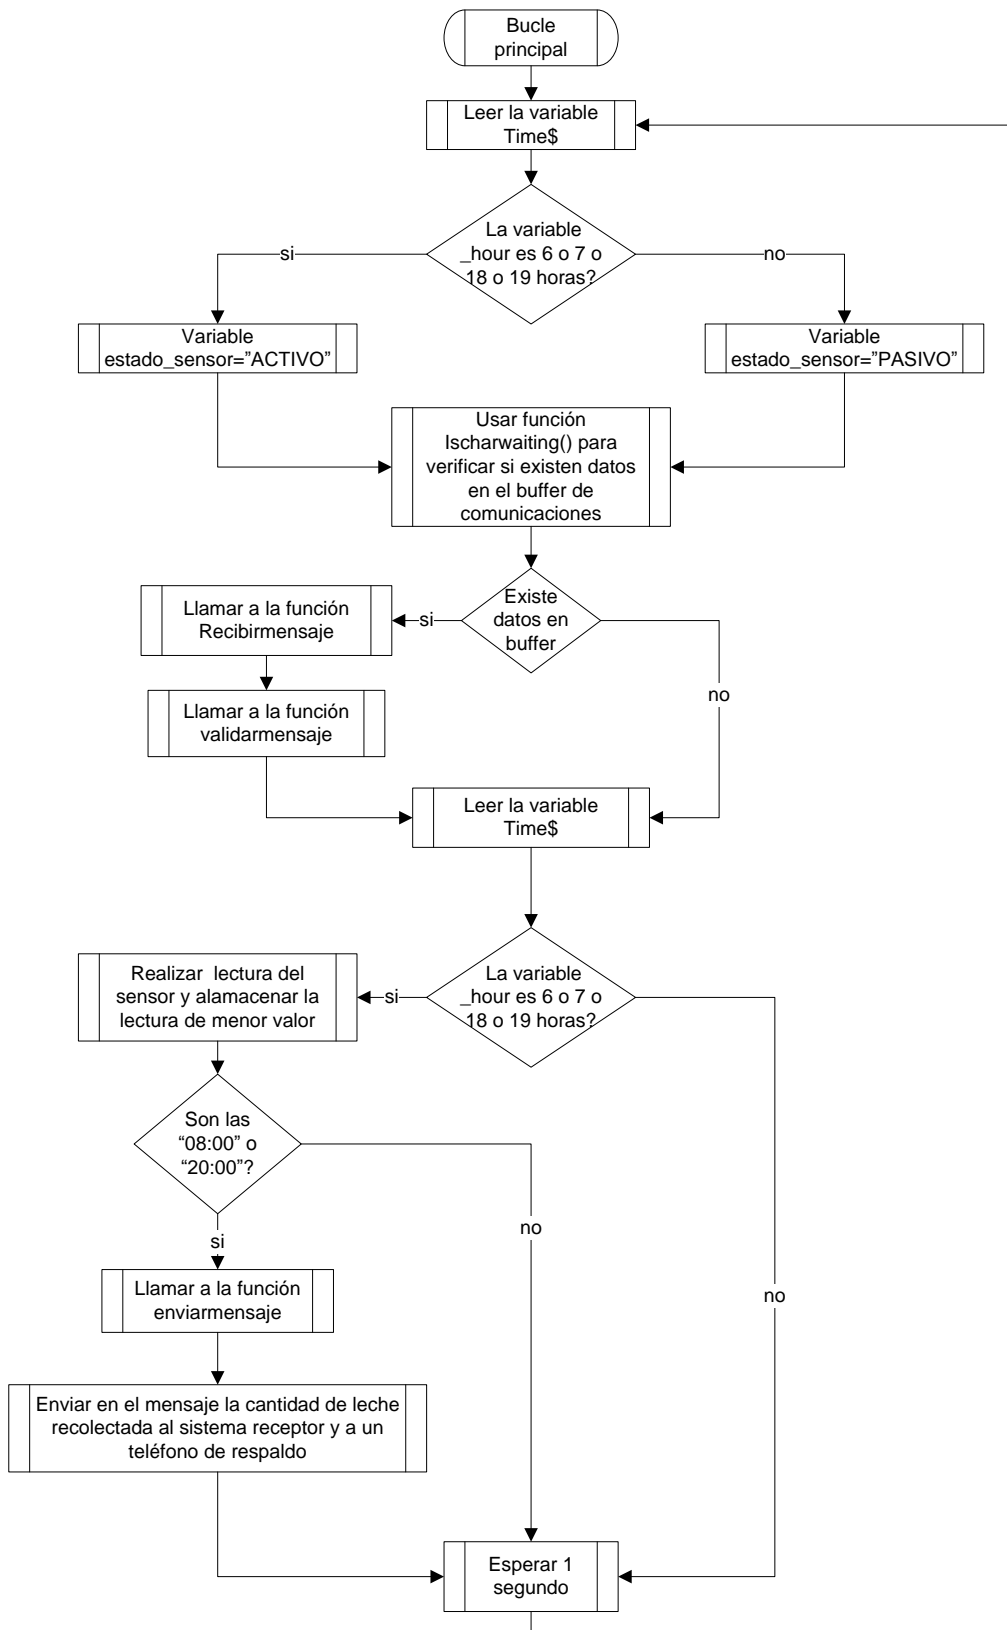 Bucle
principal
Leer la variable
Time$
La variable
_hour es 6 o 7 o
18 o 19 horas?
si
no
Variable
estado_sensor=”ACTIVO”
Variable
estado_sensor=”PASIVO”
Usar función
Ischarwaiting() para
verificar si existen datos
en el buffer de
comunicaciones
Existe
datos en
buffer
si
no
Llamar a la función
Recibirmensaje
Llamar a la función
validarmensaje
Leer la variable
Time$
La variable
_hour es 6 o 7 o
18 o 19 horas?
si
no
Realizar lectura del
sensor y alamacenar la
lectura de menor valor
Son las
“08:00” o
“20:00”?
si
no
Llamar a la función
enviarmensaje
Enviar en el mensaje la cantidad de leche
recolectada al sistema receptor y a un
teléfono de respaldo
Esperar 1
segundo